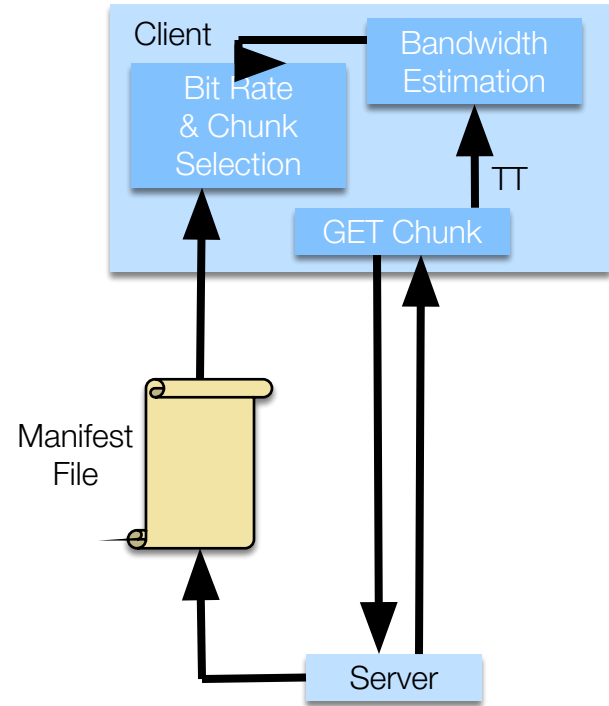 Client
Bandwidth
Estimation
Bit Rate
& Chunk
Selection
TT
GET Chunk
Manifest
File
Server